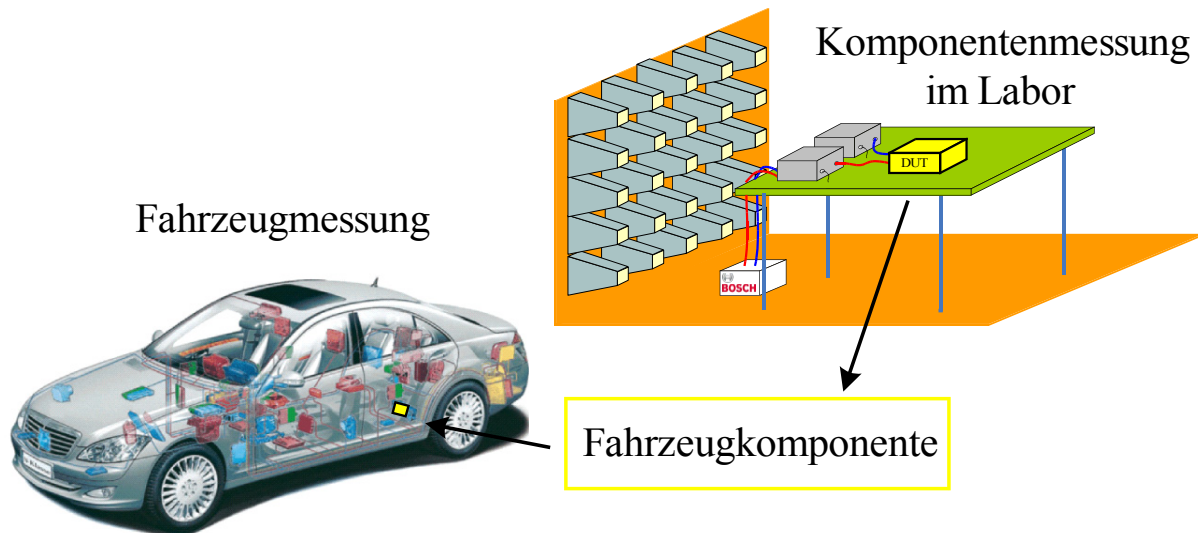 Komponentenmessung
im Labor
DUT
Fahrzeugmessung
BOSCH
Fahrzeugkomponente